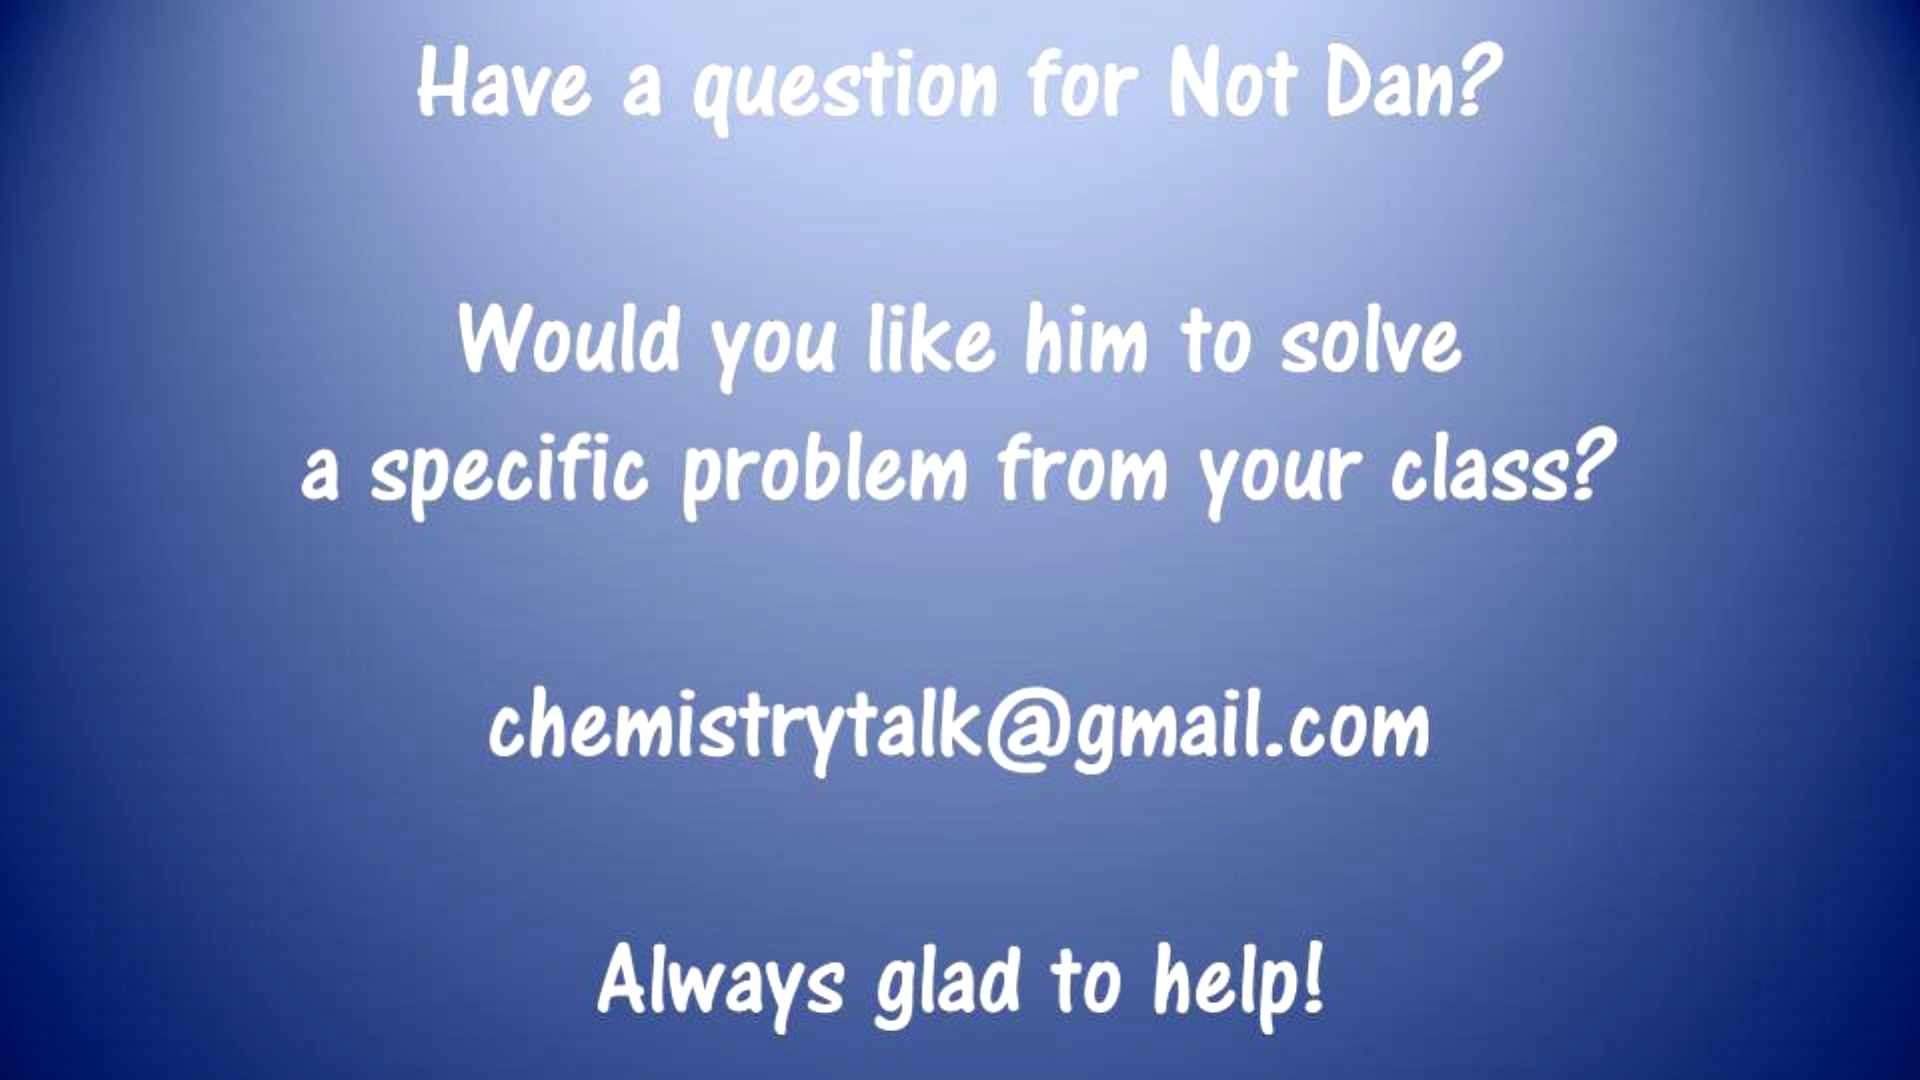 Have a question for Not Dan?
Would you like him to solve
a specific problem from your class?
chemistrytalk@gmail.com
Always glad to help!